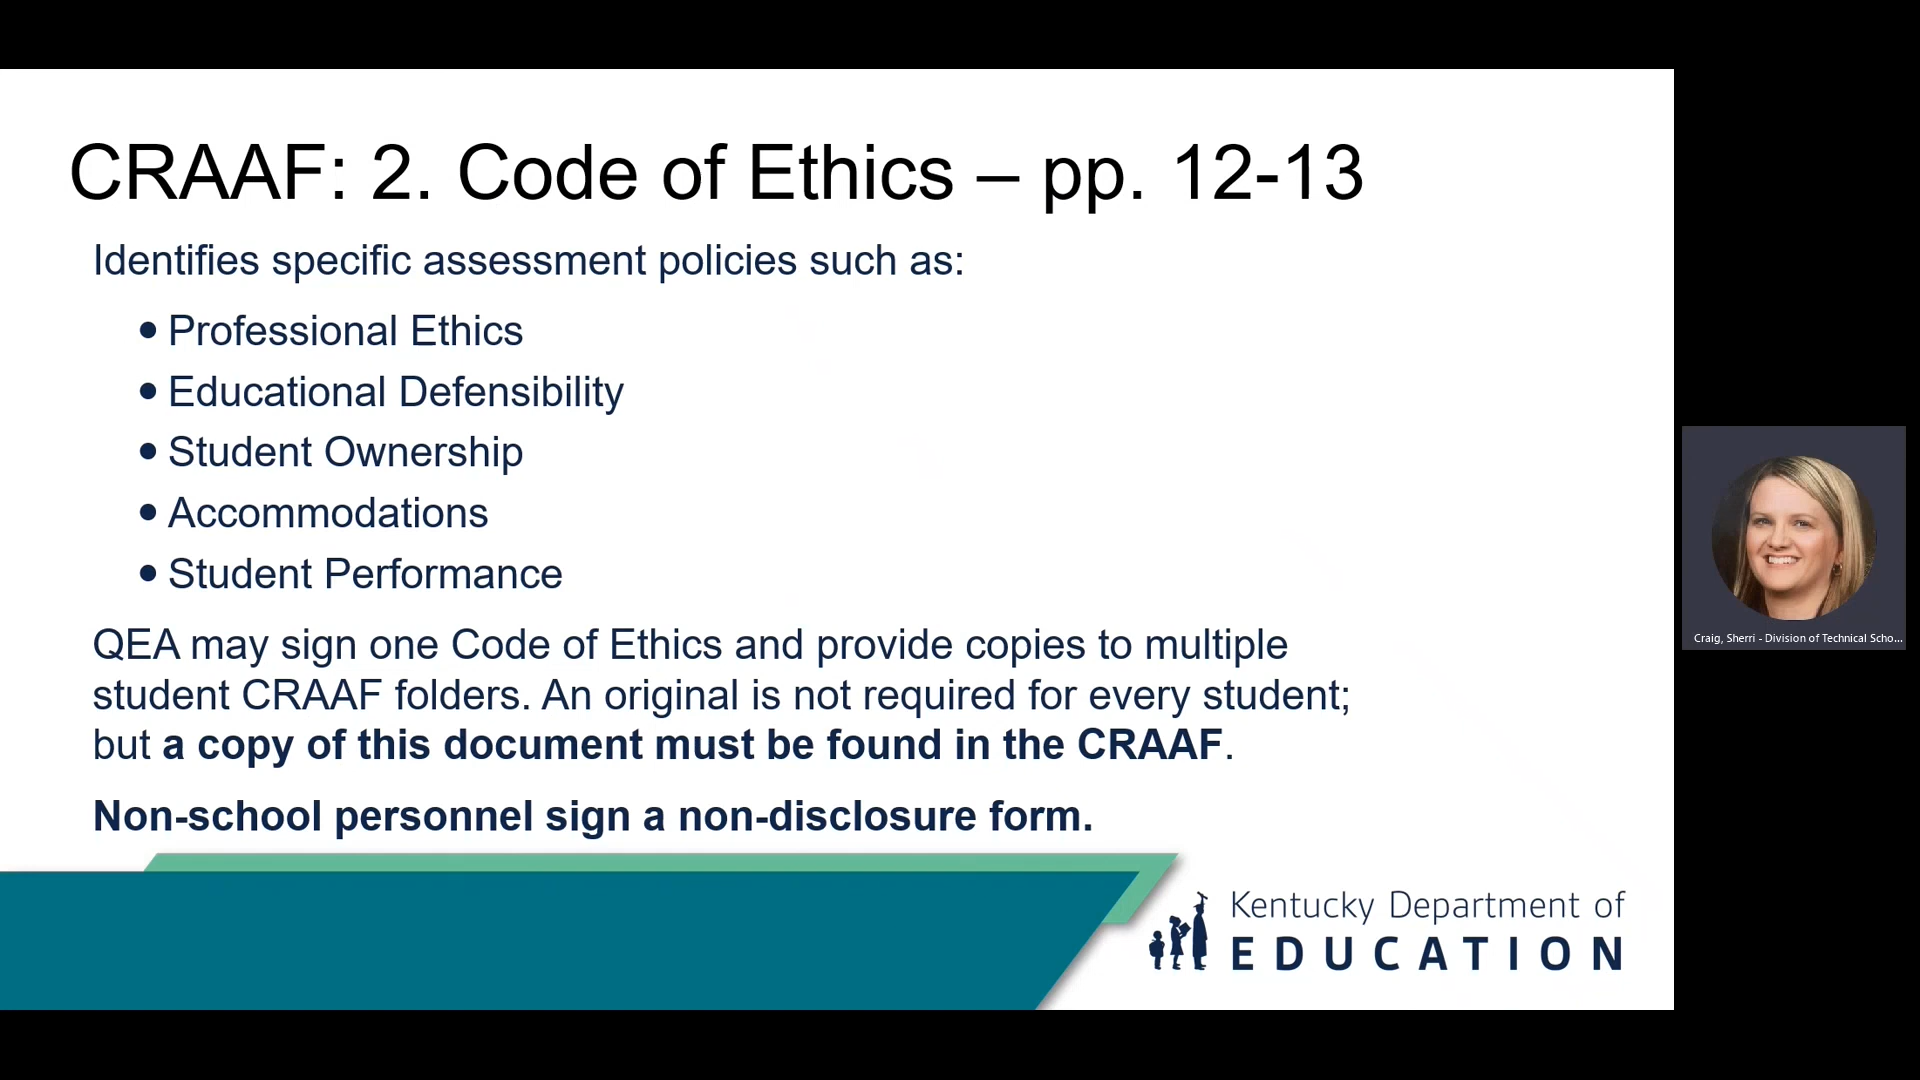 CRAAF: 2. Code of Ethics – pp. 12-13
Identifies specific assessment policies such as:
• Professional Ethics
• Educational Defensibility
• Student Ownership
• Accommodations
• Student Performance
QEA may sign one Code of Ethics and provide copies to multiple
student CRAAF folders. An original is not required for every student;
but a copy of this document must be found in the CRAAF.
Non-school personnel sign a non-disclosure form.
Kentucky Department of
EDUCATION
Craig, Sherri - Division of Technical Scho...